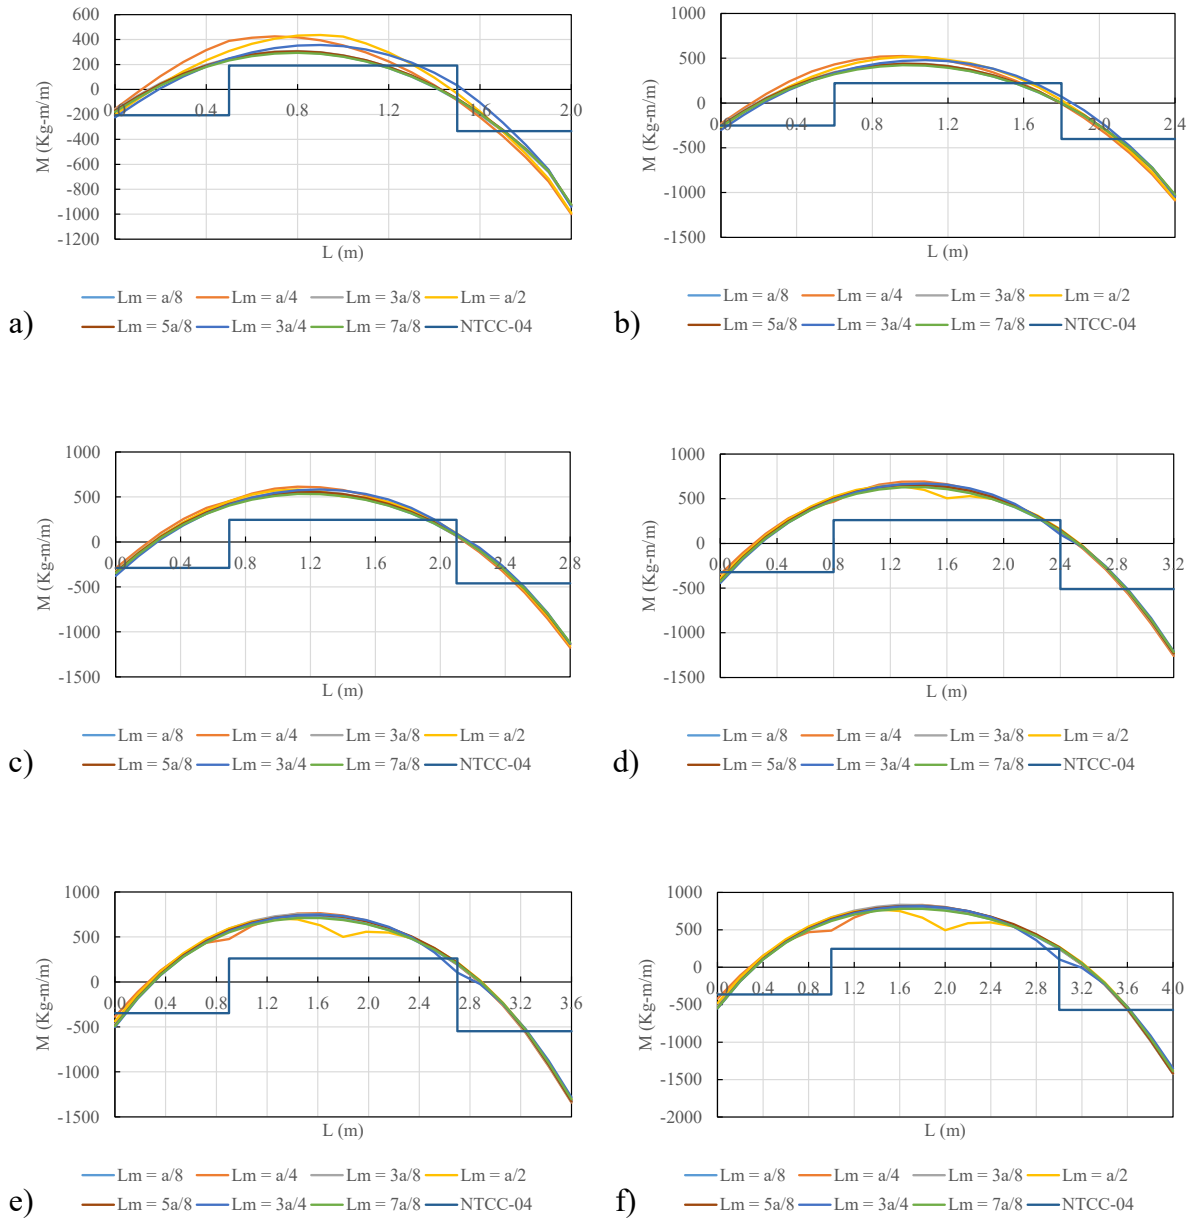 600
400
200
0
-200
-400
-600
-800
-1000
-1200
M (Kg-m/m)
0.0 0.4 0.8 1.2 1.6 2.0
L (m)
Lm = a/8 Lm = a/4 Lm = 3a/8 Lm = a/2
a) Lm = 5a/8 Lm = 3a/4 Lm = 7a/8 NTCC-04
1000
500
0
-500
-1000
-1500
M (Kg-m/m)
0.0 0.4 0.8 1.2 1.6 2.0 2.4
L (m)
Lm = a/8 Lm = a/4 Lm = 3a/8 Lm = a/2
b) Lm = 5a/8 Lm = 3a/4 Lm = 7a/8 NTCC-04
1000
500
0
-500
-1000
-1500
M (Kg-m/m)
0.0 0.4 0.8 1.2 1.6 2.0 2.4 2.8
L (m)
Lm = a/8 Lm = a/4 Lm = 3a/8 Lm = a/2
c) Lm = 5a/8 Lm = 3a/4 Lm = 7a/8 NTCC-04
1000
500
0
-500
-1000
-1500
M (Kg-m/m)
0.0 0.4 0.8 1.2 1.6 2.0 2.4 2.8 3.2
L (m)
Lm = a/8 Lm = a/4 Lm = 3a/8 Lm = a/2
d) Lm = 5a/8 Lm = 3a/4 Lm = 7a/8 NTCC-04
1000
500
0
-500
-1000
-1500
M (Kg-m/m)
0.0 0.4 0.8 1.2 1.6 2.0 2.4 2.8 3.2 3.6
L (m)
Lm = a/8 Lm = a/4 Lm = 3a/8 Lm = a/2
e) Lm = 5a/8 Lm = 3a/4 Lm = 7a/8 NTCC-04
1000
500
0
-500
-1000
-1500
-2000
M (Kg-m/m)
0.0 0.4 0.8 1.2 1.6 2.0 2.4 2.8 3.2 3.6 4.0
L (m)
Lm = a/8 Lm = a/4 Lm = 3a/8 Lm = a/2
f) Lm = 5a/8 Lm = 3a/4 Lm = 7a/8 NTCC-04